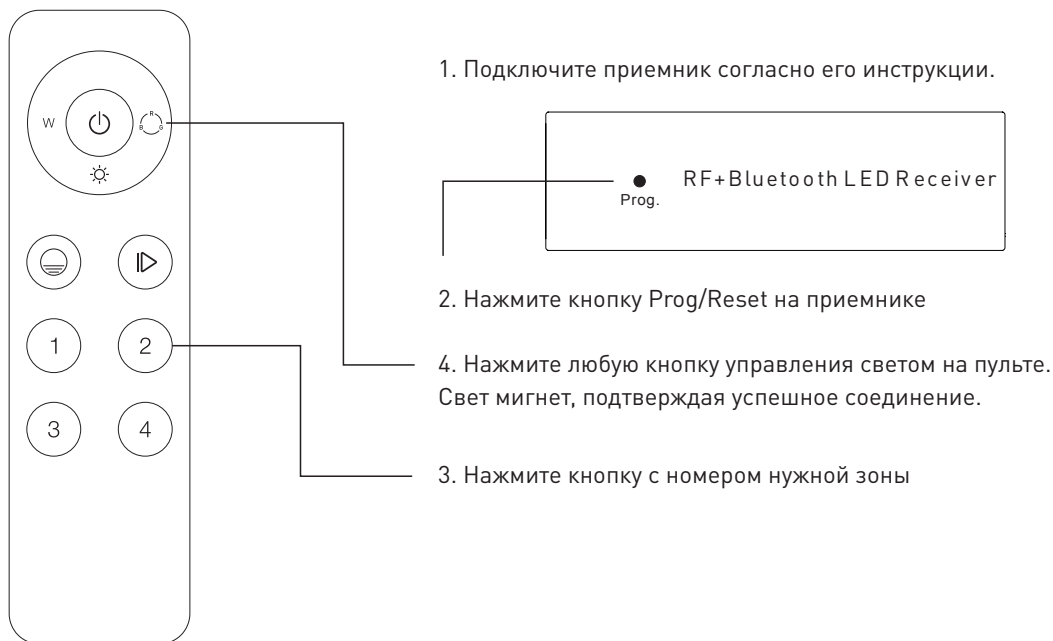 1. Подключите приемник согласно его инструкции.
R
W
B
G
RF+Bluetooth LED Receiver
Prog.
2. Нажмите кнопку Prog/Reset на приемнике
1
2
4. Нажмите любую кнопку управления светом на пульте.
Свет мигнет, подтверждая успешное соединение.
3
4
3. Нажмите кнопку с номером нужной зоны